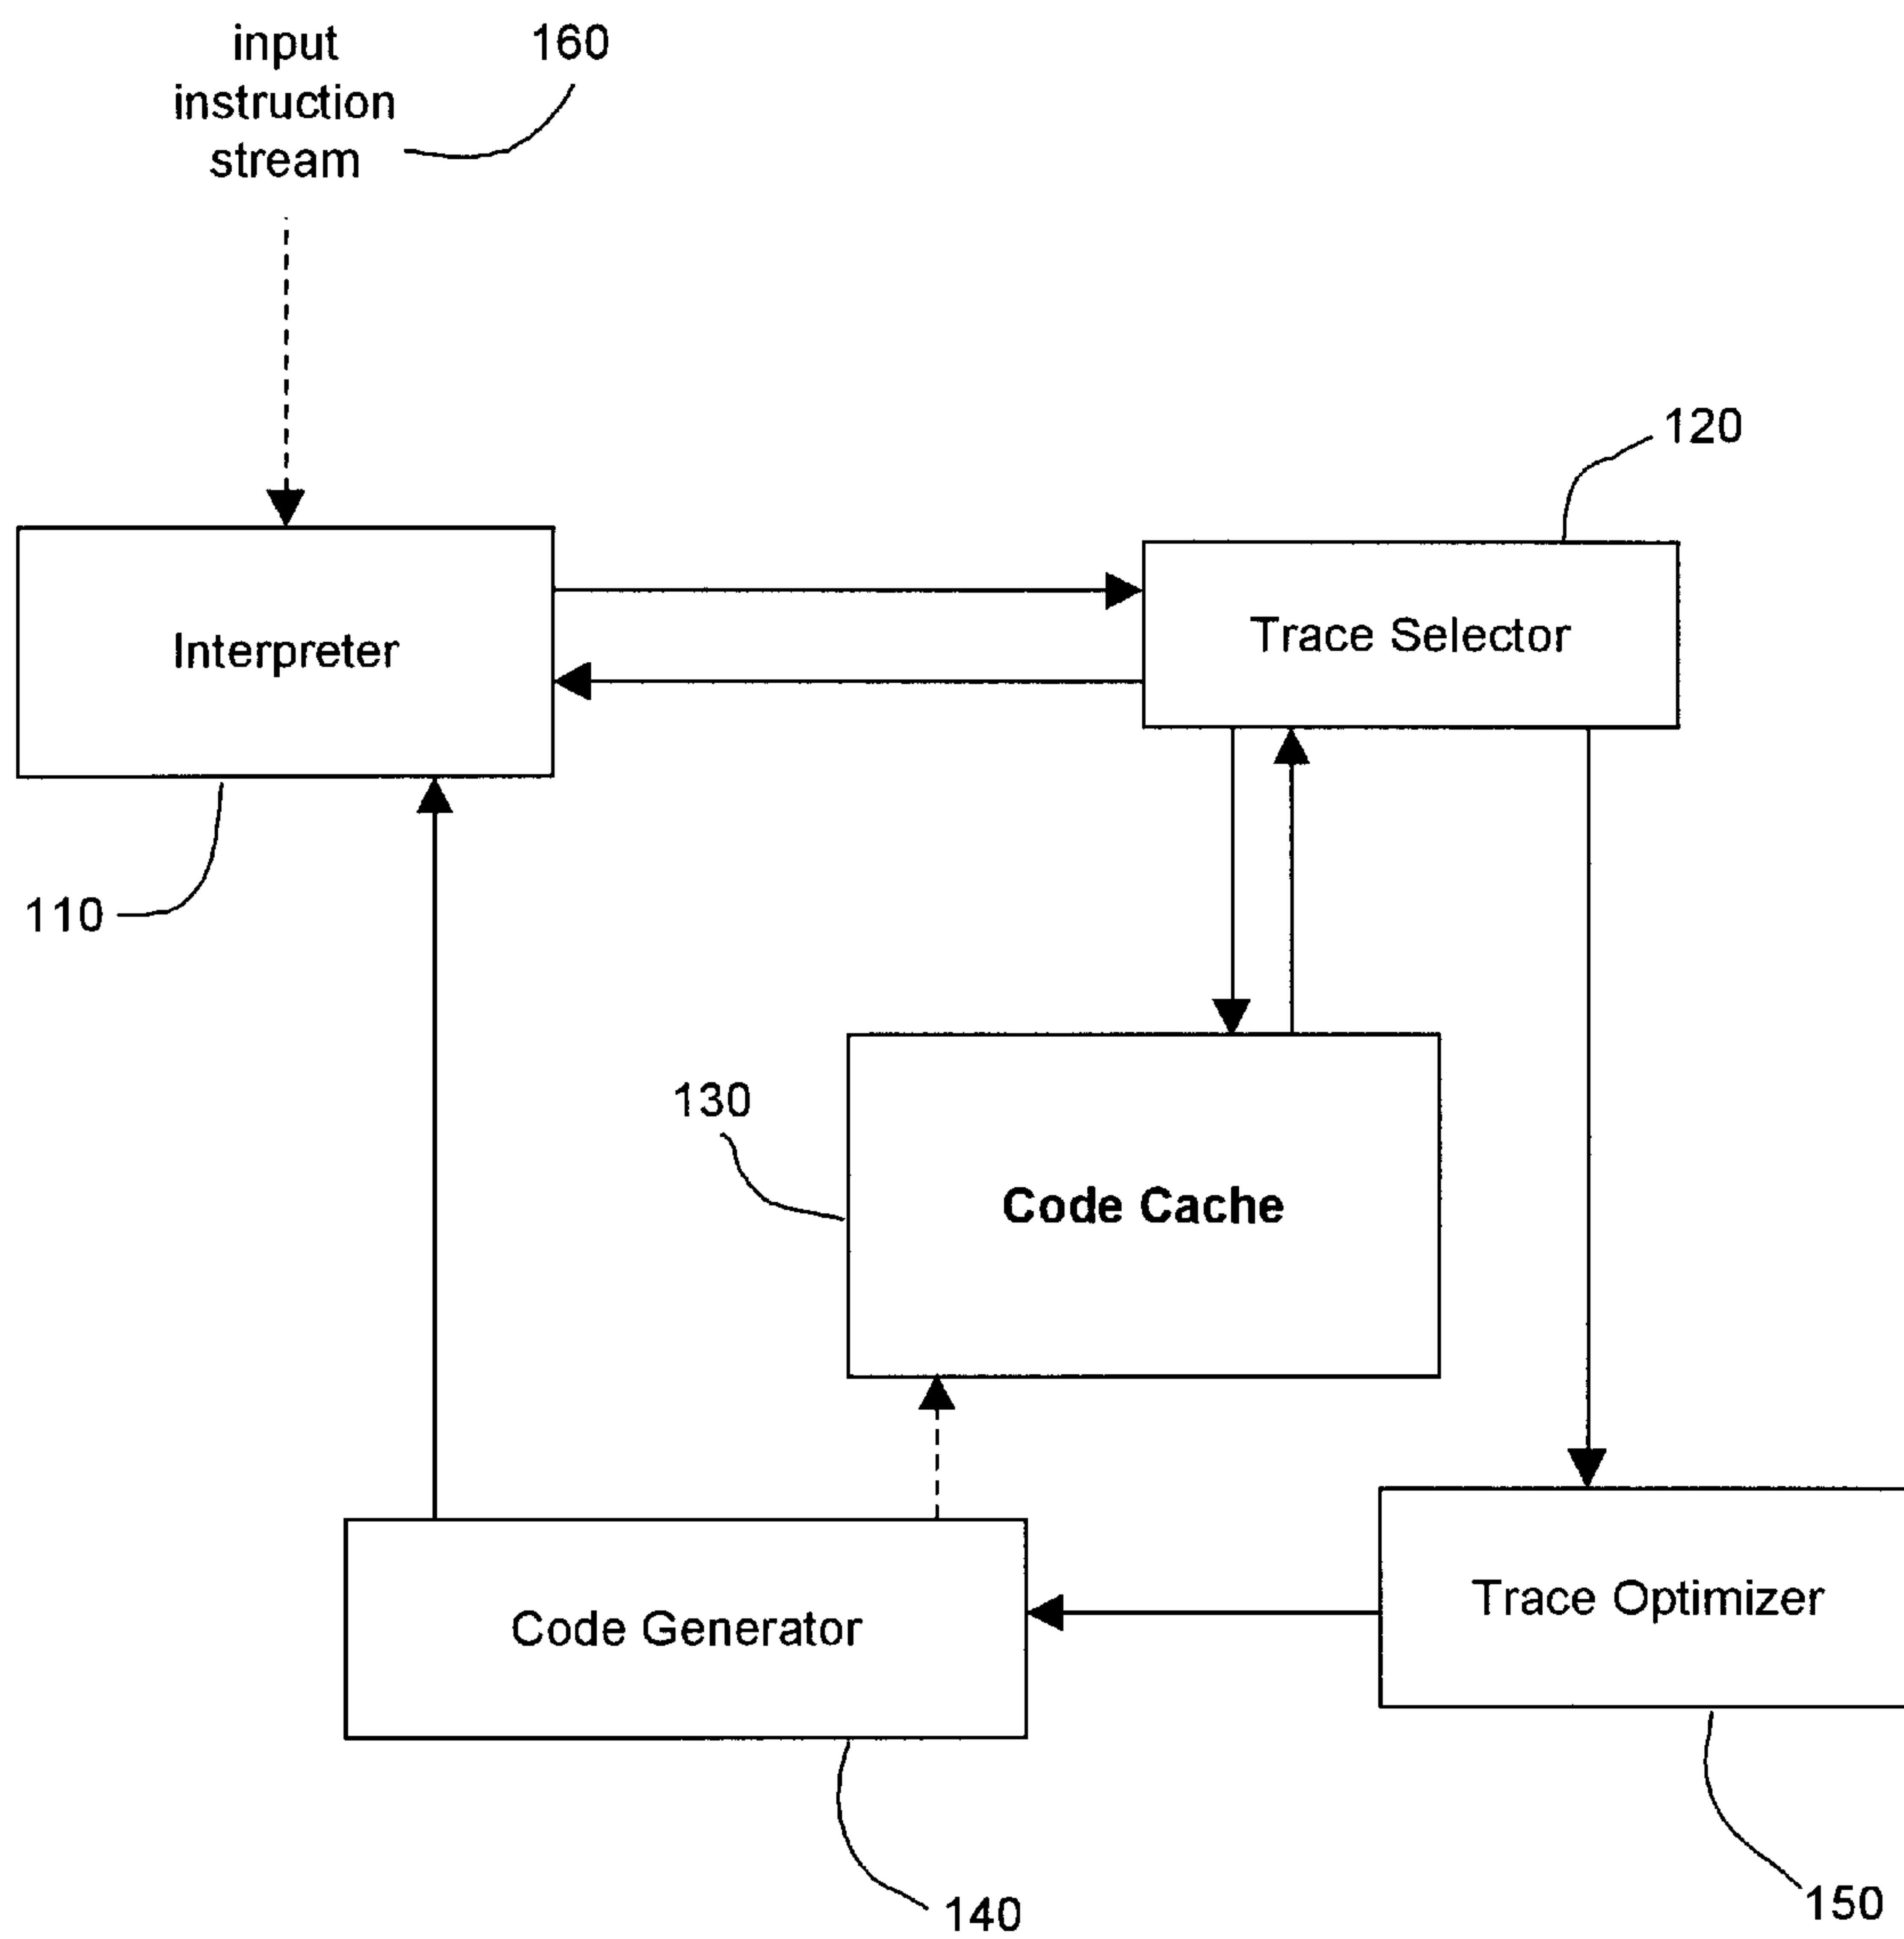 input
instruction
stream
160
120
Interpreter
Trace Selector
110
130
Code Cache
Code Generator
Trace Optimizer
140
150